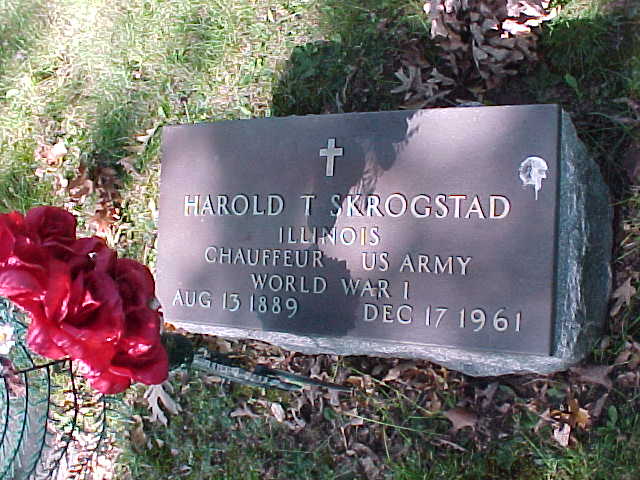 HAROLD T SKROGSTAD
ILLINOIS
CHAUFFEUR US ARMY
WORLD WAR I
AUG 13 1889 DEC 17 1961